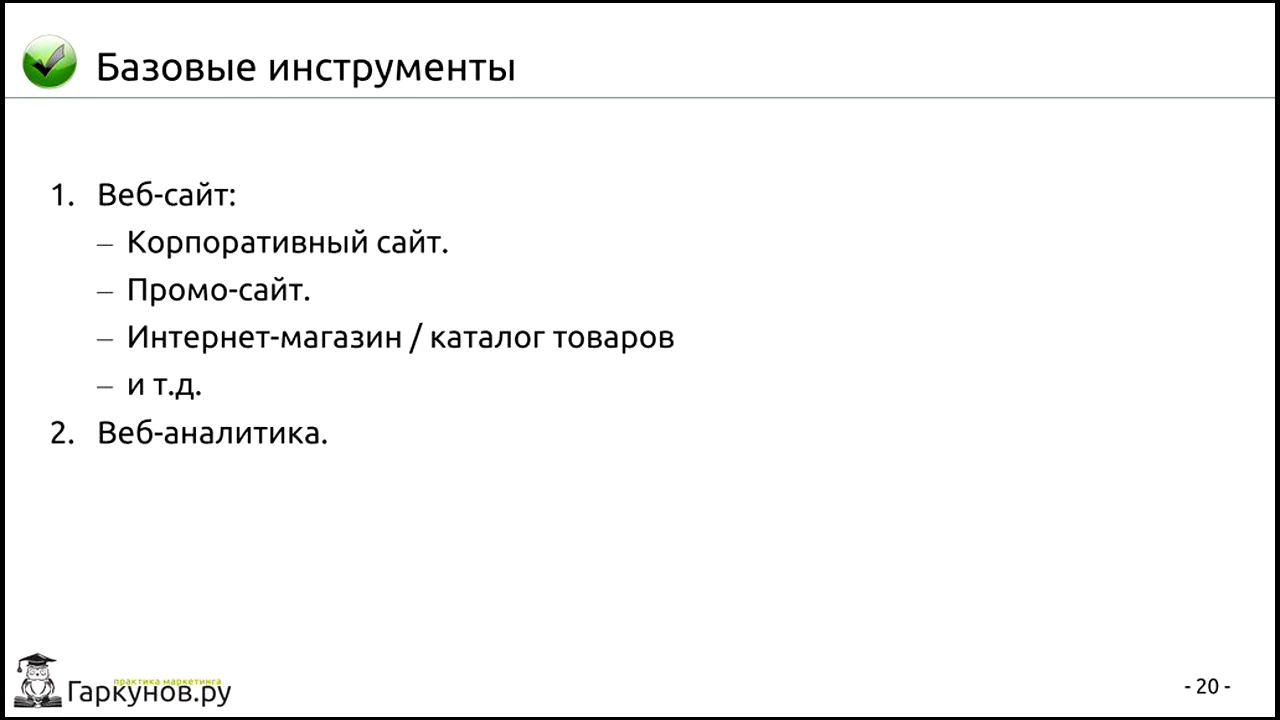 Базовые инструменты
1. Веб-сайт:
– Корпоративный сайт.
– Промо-сайт.
– Интернет-магазин / каталог товаров
– и т.д.
2. Веб-аналитика.
практика маркетинга
Гаркунов.ру
- 20 -